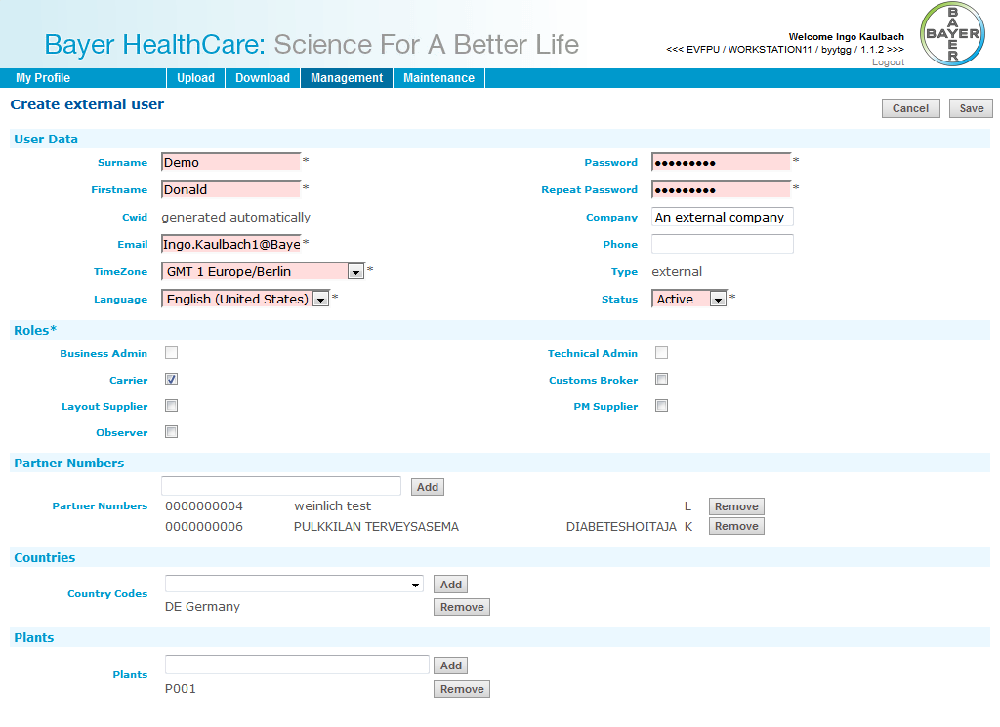 Bayer HealthCare: Science For A Better Life
Welcome Ingo Kaulbach
<<< EVFPU / WORKSTATION11 / byytgg / 1.1.2 >>>
Logout
BAYER
BAYER
My Profile Upload Download Management Maintenance
Create external user Cancel Save
User Data
Surname Demo * Password ●●●●●●●●● *
Firstname Donald * Repeat Password ●●●●●●●●● *
Cwid generated automatically Company An external company
Email Ingo.Kaulbach1@Baye * Phone
TimeZone GMT 1 Europe/Berlin * Type external
Language English (United States) * Status Active *
Roles*
Business Admin Technical Admin
Carrier Customs Broker
Layout Supplier PM Supplier
Observer
Partner Numbers
Add
Partner Numbers 0000000004 weinlich test L Remove
0000000006 PULKKILAN TERVEYSASEMA DIABETESHOITAJA K Remove
Countries
Country Codes Add
DE Germany Remove
Plants
Plants Add
P001 Remove